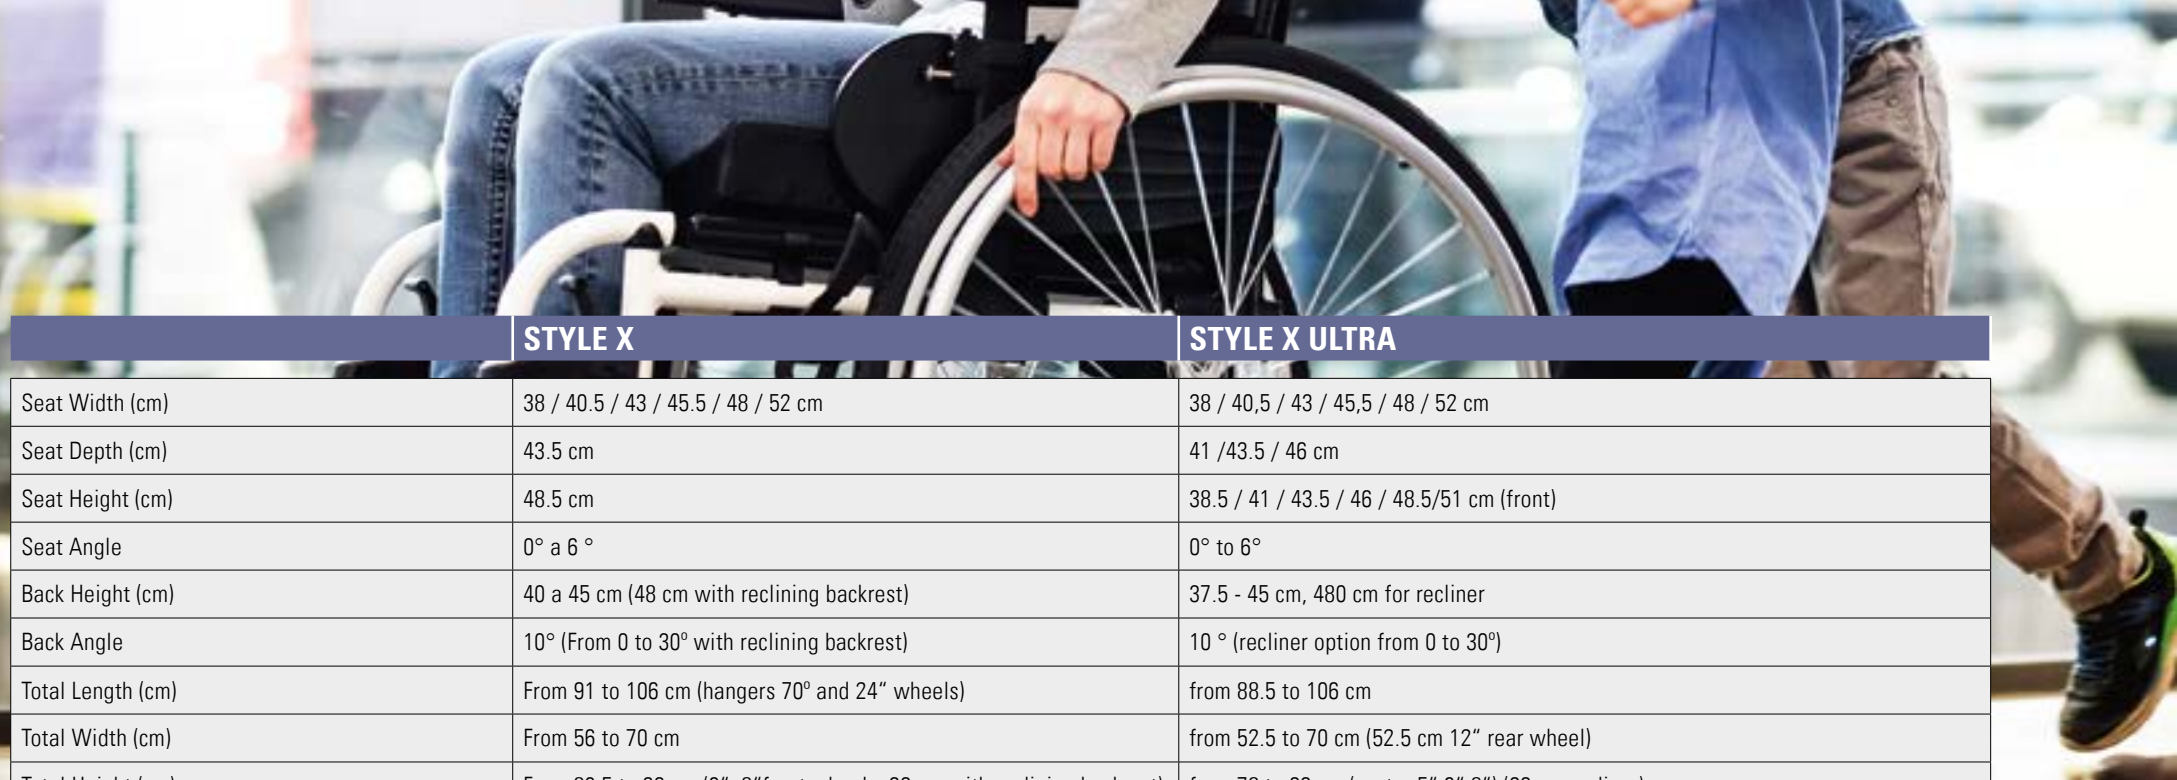 STYLE X STYLE X ULTRA
Seat Width (cm) 38 / 40.5 / 43 / 45.5 / 48 / 52 cm 38 / 40,5 / 43 / 45,5 / 48 / 52 cm
Seat Depth (cm) 43.5 cm 41 /43.5 / 46 cm
Seat Height (cm) 48.5 cm 38.5 / 41 / 43.5 / 46 / 48.5/51 cm (front)
Seat Angle 0° a 6 ° 0° to 6°
Back Height (cm) 40 a 45 cm (48 cm with reclining backrest) 37.5 - 45 cm, 480 cm for recliner
Back Angle 10° (From 0 to 30º with reclining backrest) 10 ° (recliner option from 0 to 30º)
Total Length (cm) From 91 to 106 cm (hangers 70º and 24“ wheels) from 88.5 to 106 cm
Total Width (cm) From 56 to 70 cm from 52.5 to 70 cm (52.5 cm 12“ rear wheel)